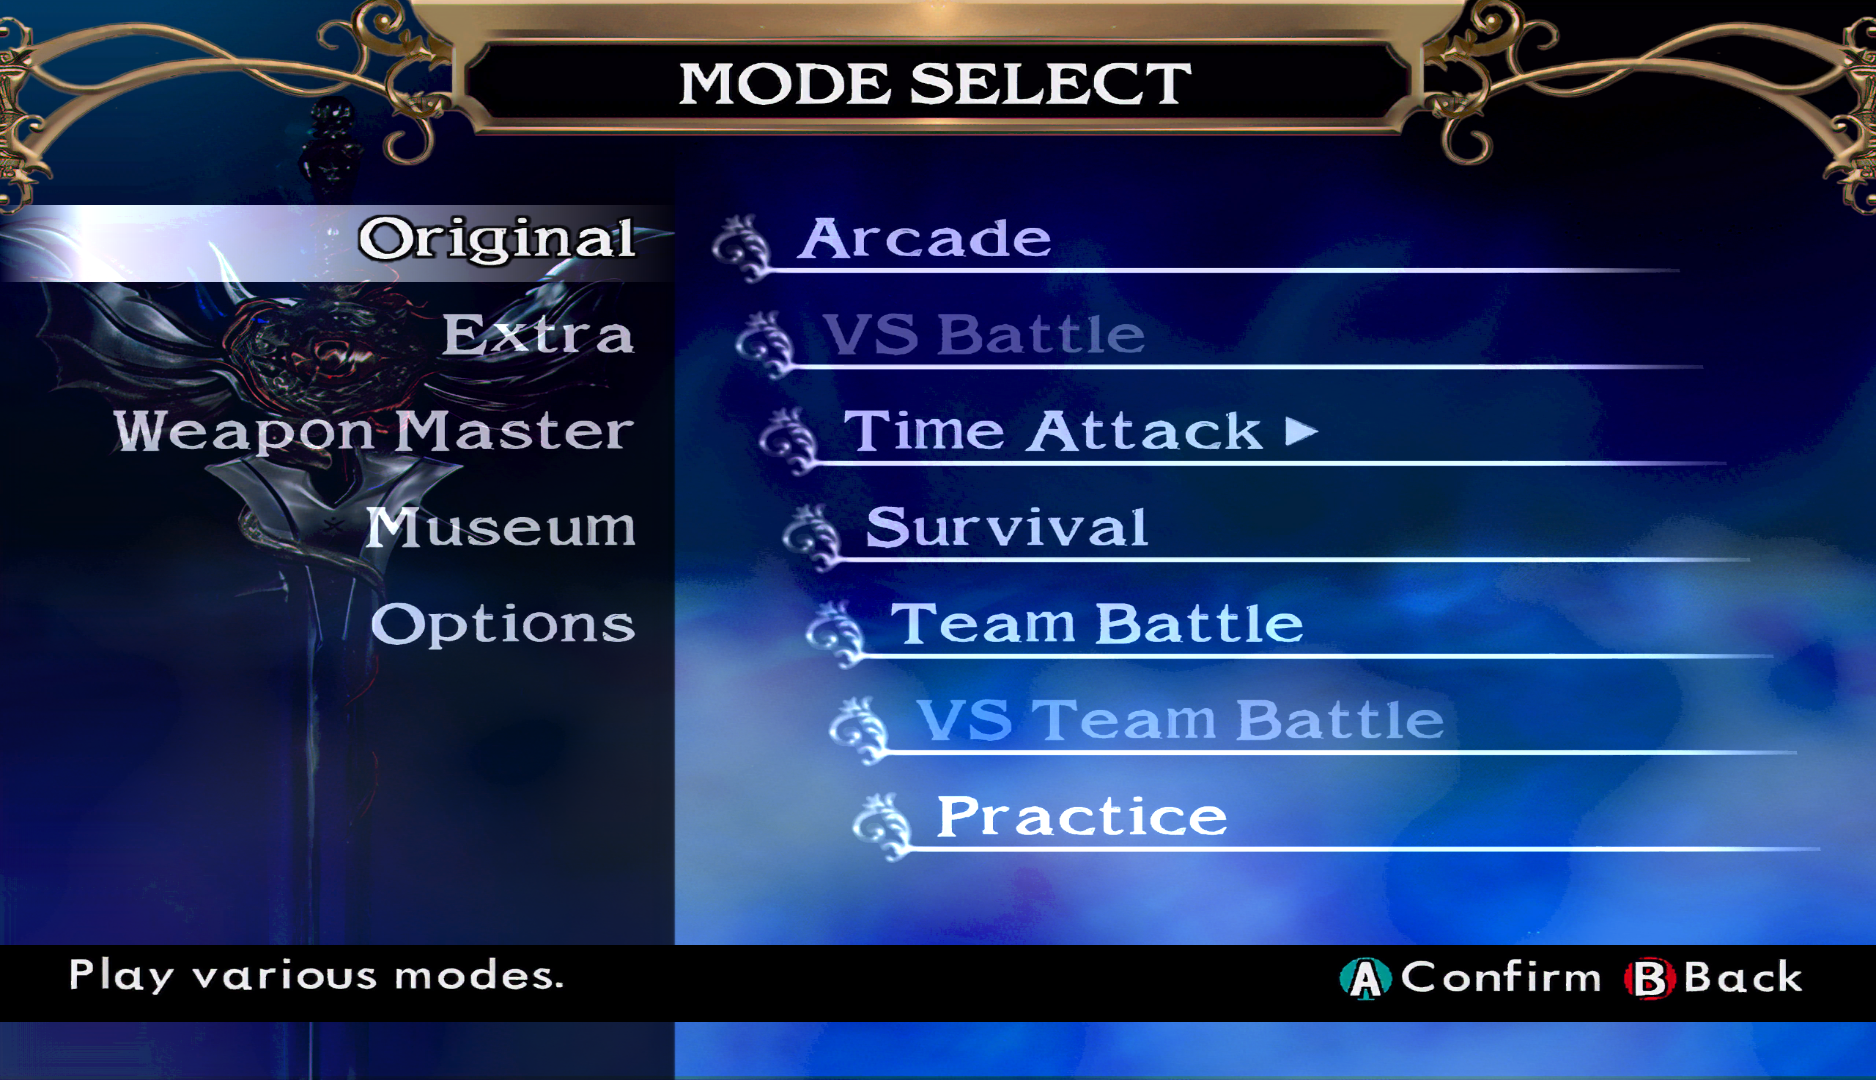 MODE SELECT
Original
Extra
Weapon Master
Museum
Options
Arcade
VS Battle
Time Attack
Survival
Team Battle
VS Team Battle
Practice
Play various modes.
A Confirm B Back